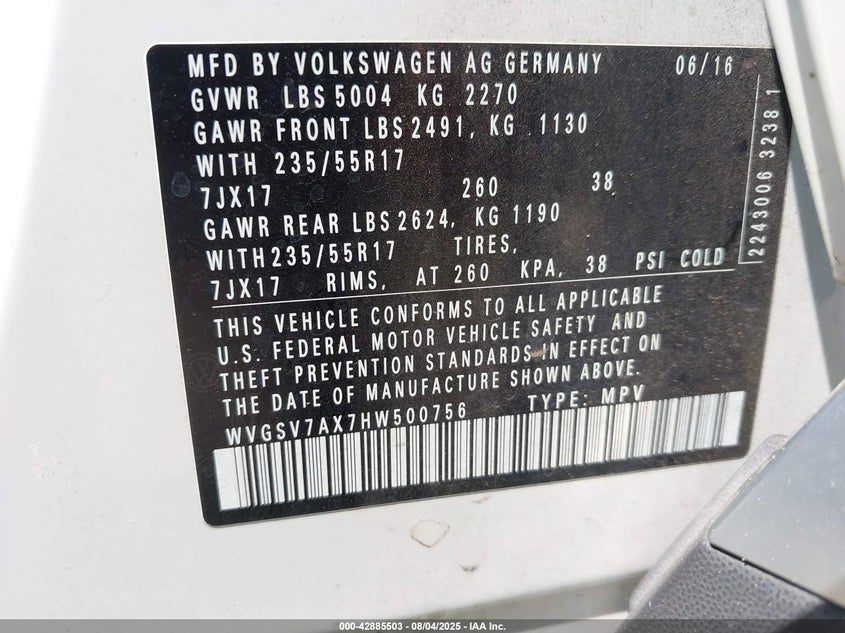 MFD BY VOLKSWAGEN AG GERMANY 06/16
GVWR LBS 5004 KG 2270
GAWR FRONT LBS 2491, KG 1130
WITH 235/55R17
7JX17 260 38
GAWR REAR LBS 2624, KG 1190
WITH 235/55R17 TIRES,
7JX17 RIMS, AT 260 KPA, 38 PSI COLD
2243006 3238 1
THIS VEHICLE CONFORMS TO ALL APPLICABLE
U.S. FEDERAL MOTOR VEHICLE SAFETY AND
THEFT PREVENTION STANDARDS IN EFFECT ON
THE DATE OF MANUFACTURE SHOWN ABOVE.
WVGSV7AX7HW500756 TYPE: MPV
000-42885503 - 08/04/2025 - IAA Inc.